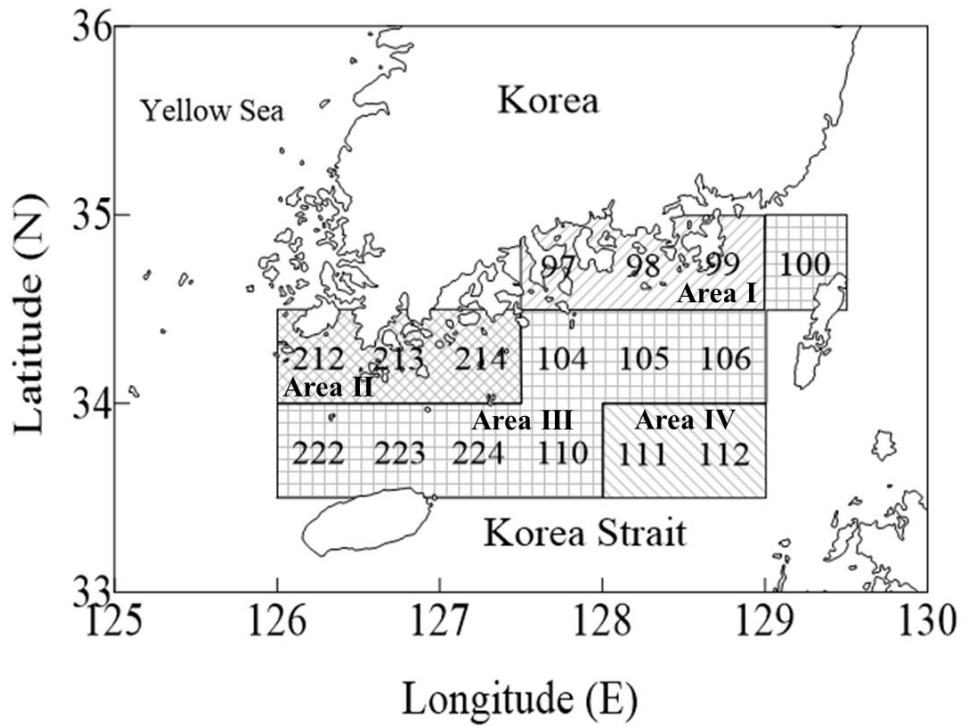 36
Yellow Sea
Korea
35
97 98 99 100
Area I
212 213 214 104 105 106
Area II
34
Area III Area IV
222 223 224 110 111 112
Korea Strait
33
125 126 127 128 129 130
Latitude (N)
Longitude (E)